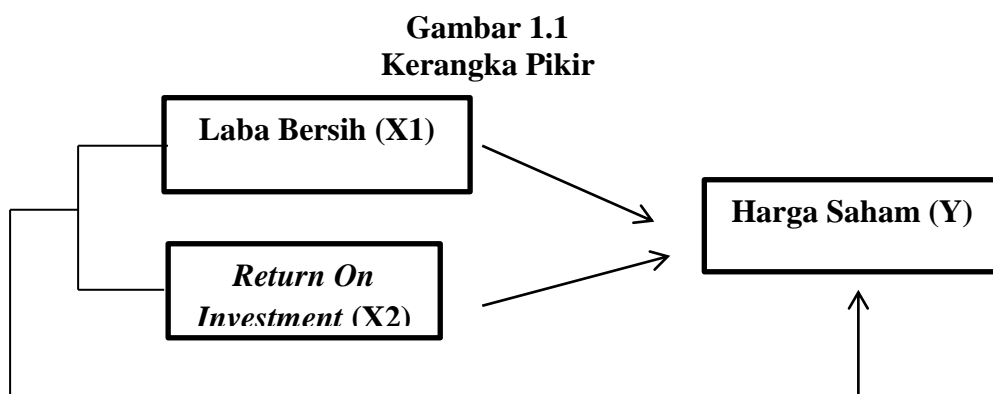 Gambar 1.1
Kerangka Pikir
Laba Bersih (X1)
Harga Saham (Y)
Return On
Investment (X2)